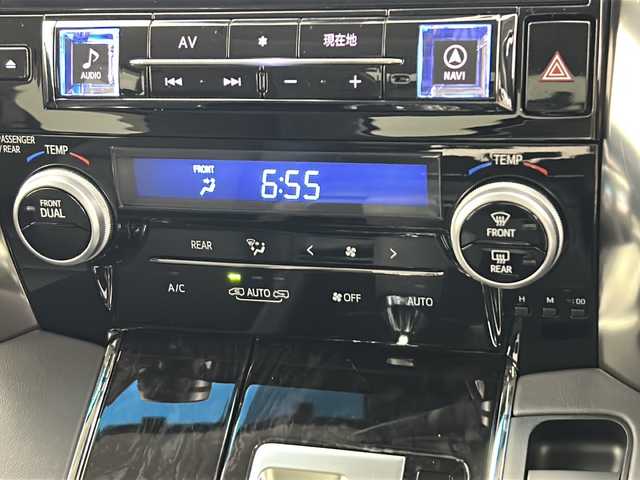 AV
現在地
AUDIO
NAVI
PASSENGER
/ REAR
TEMP
TEMP
FRONT
6:55
FRONT
DUAL
FRONT
REAR
REAR
A/C
AUTO
OFF
AUTO
H
M
:00